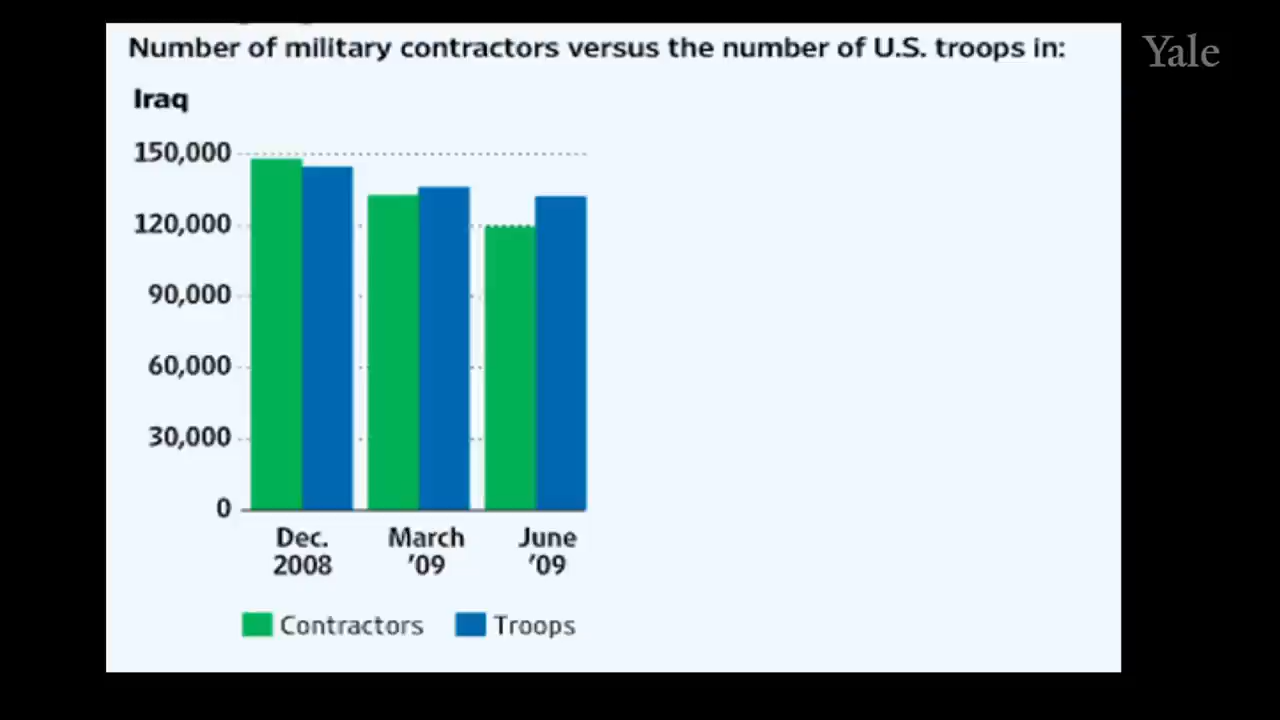 Number of military contractors versus the number of U.S. troops in:
Yale
Iraq
150,000
120,000
90,000
60,000
30,000
0
Dec.
2008
March
'09
June
'09
Contractors
Troops